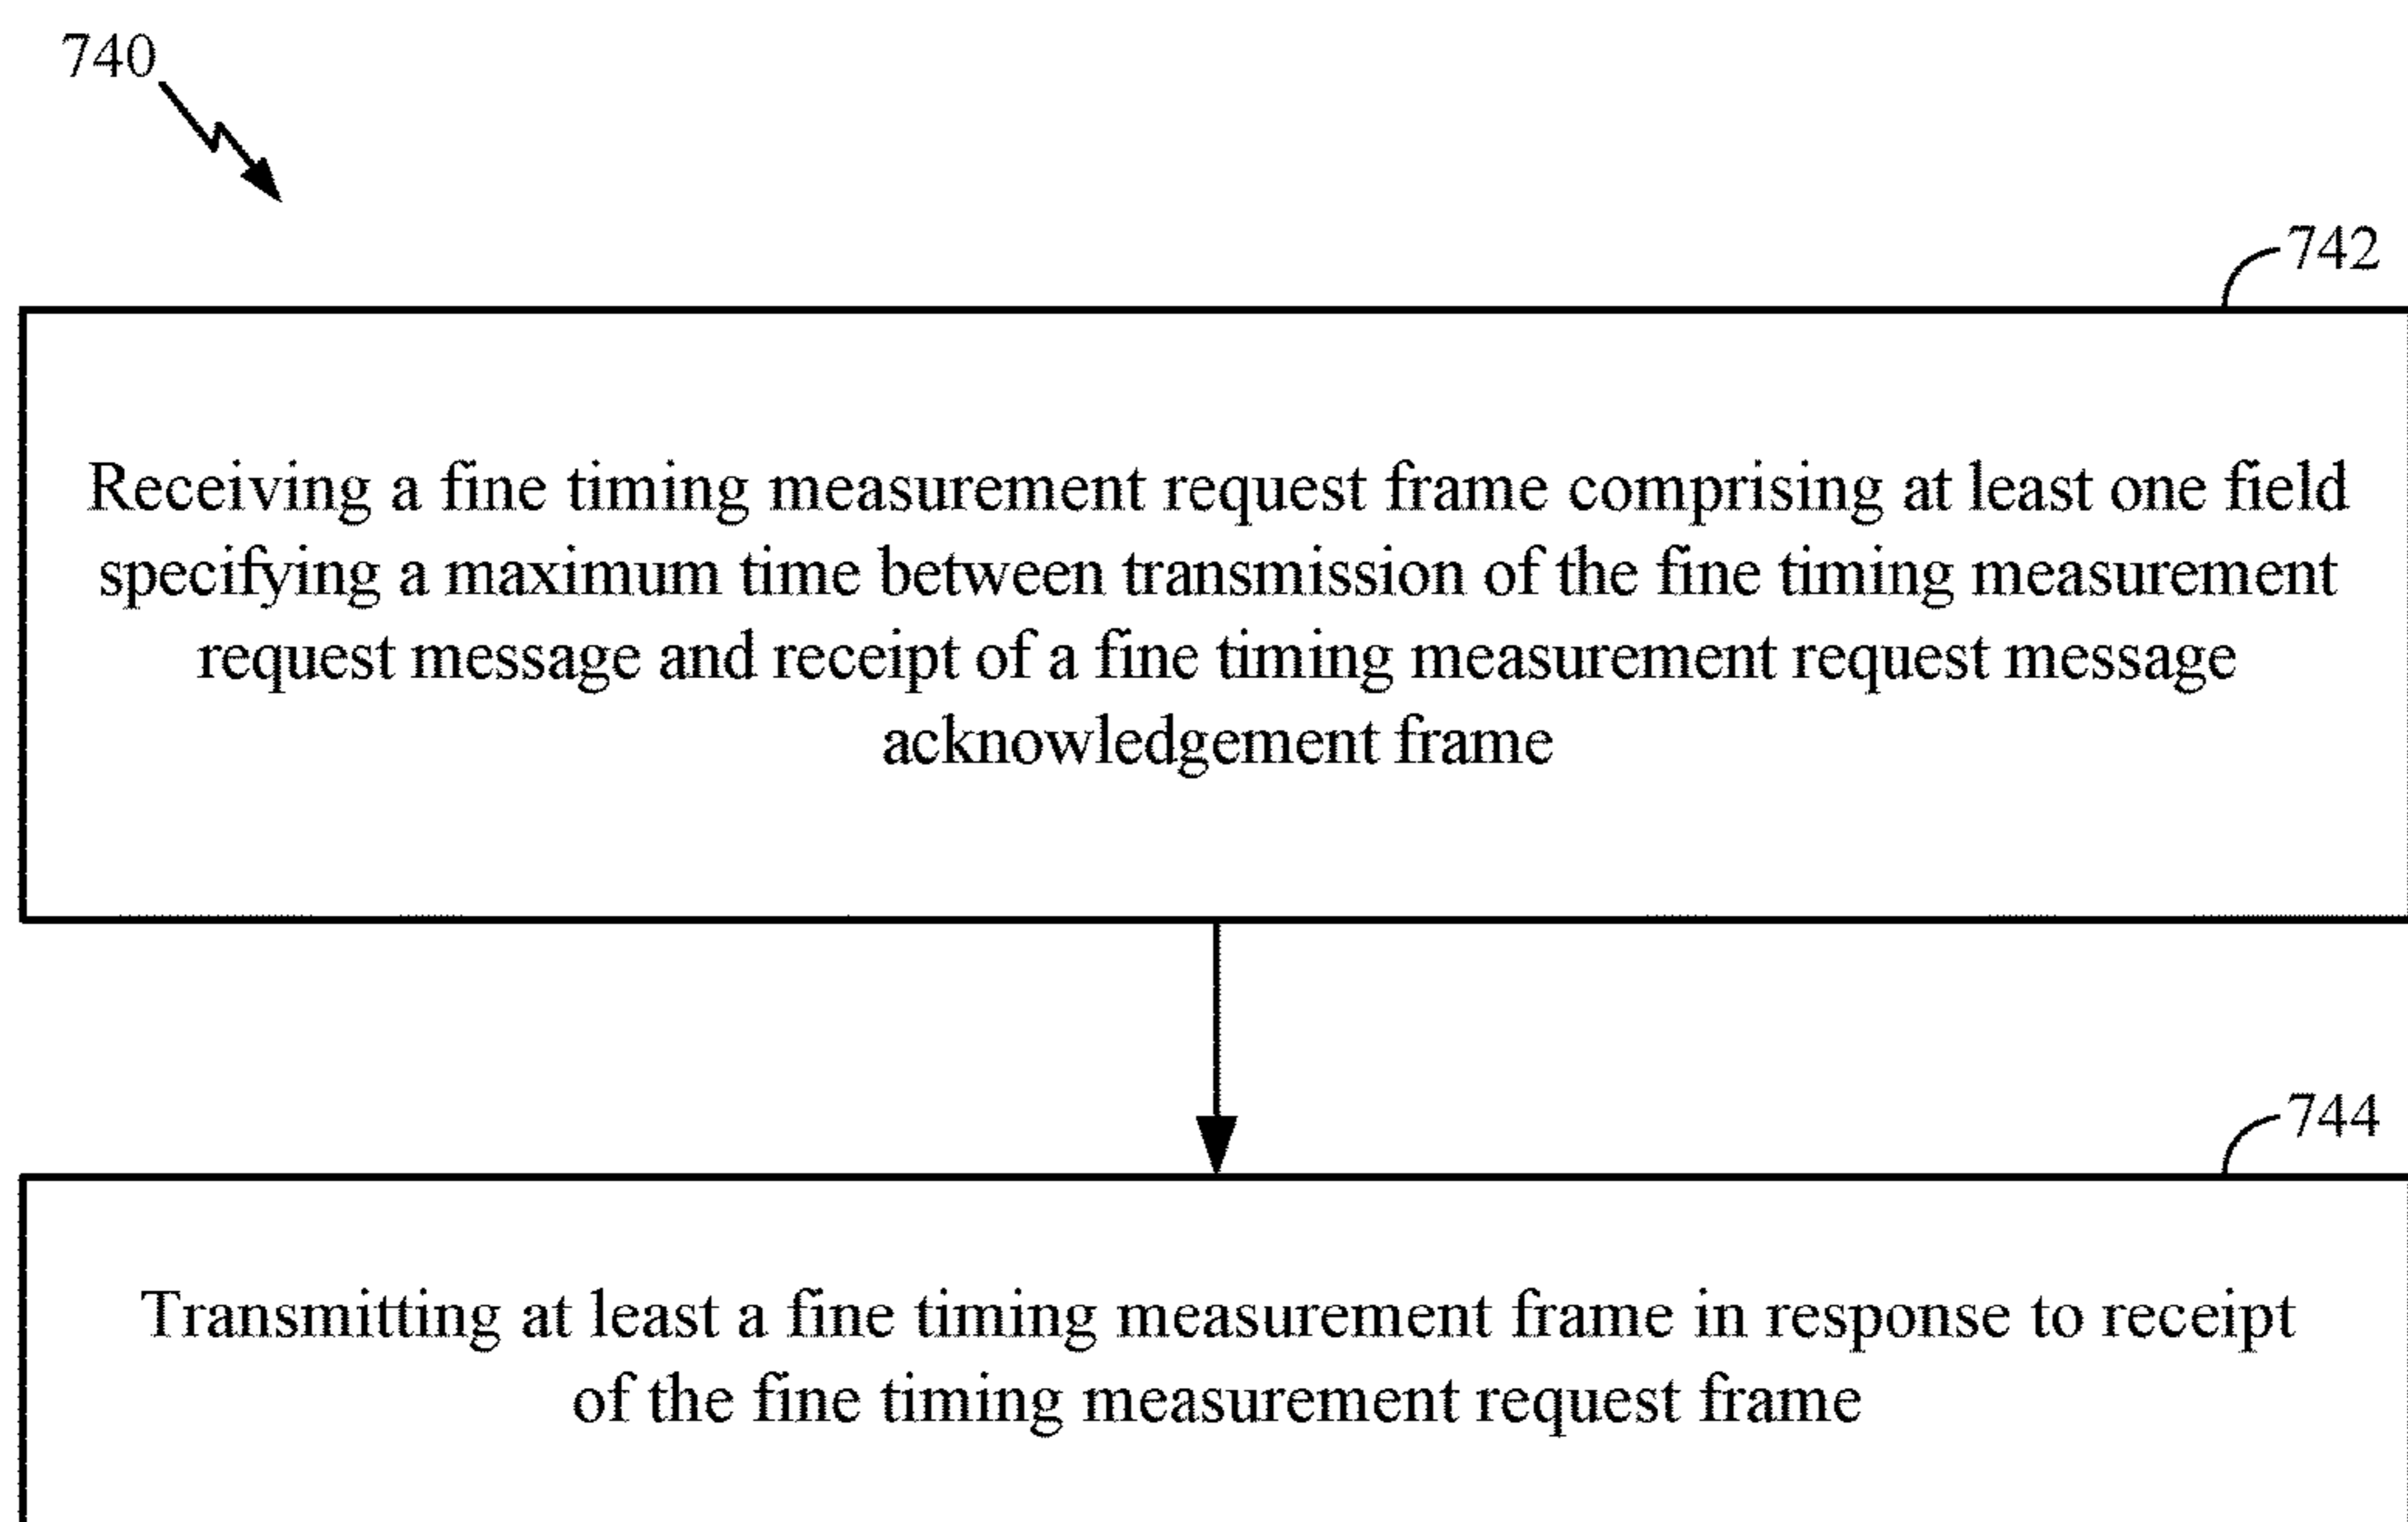 740
742
Receiving a fine timing measurement request frame comprising at least one field
specifying a maximum time between transmission of the fine timing measurement
request message and receipt of a fine timing measurement request message
acknowledgement frame
744
Transmitting at least a fine timing measurement frame in response to receipt
of the fine timing measurement request frame